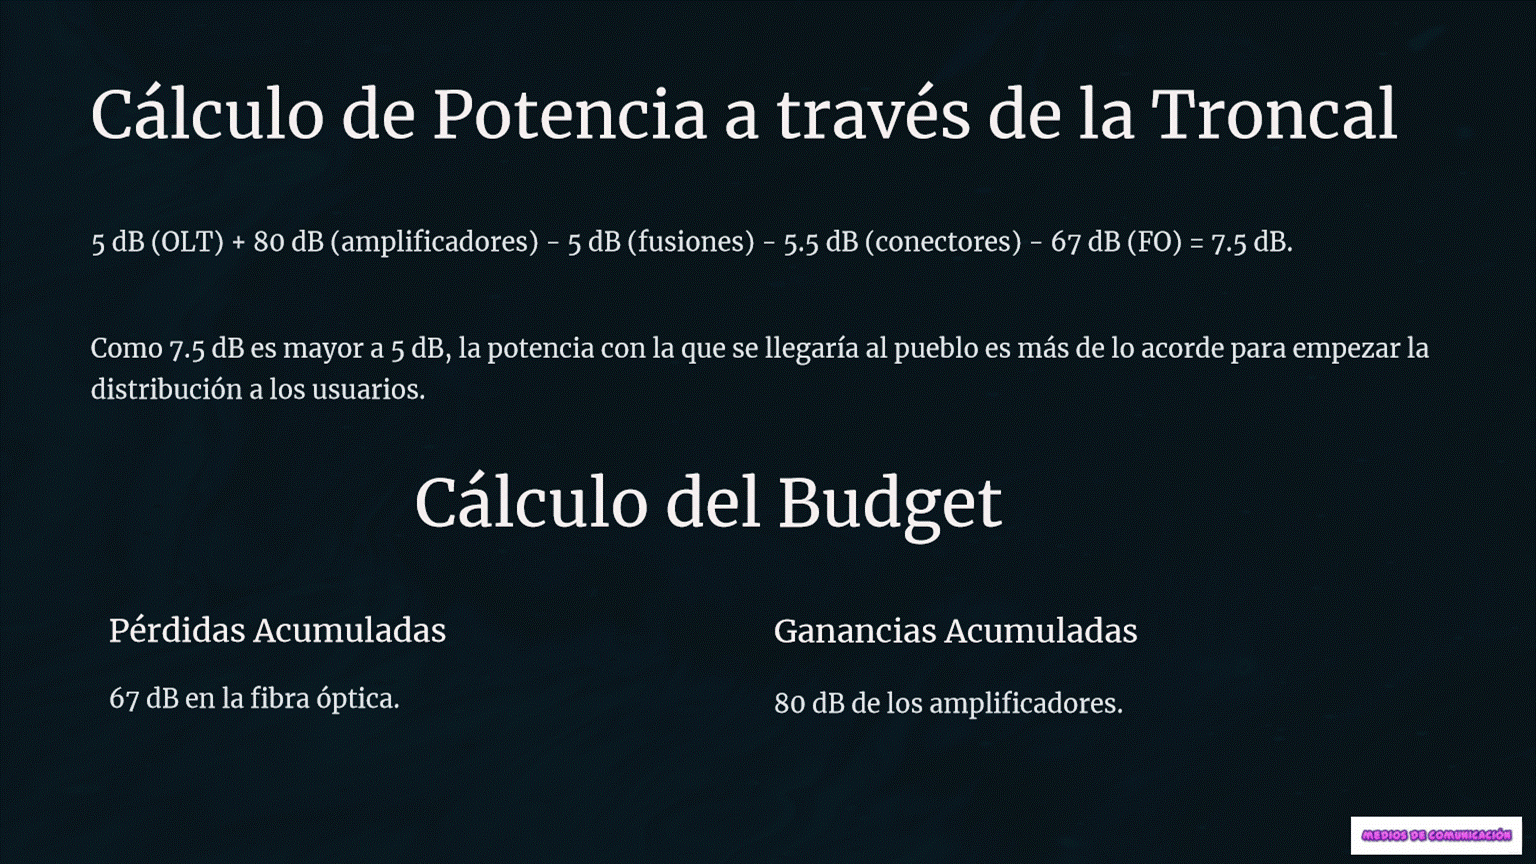 Cálculo de Potencia a través de la Troncal
5 dB (OLT) + 80 dB (amplificadores) - 5 dB (fusiones) - 5.5 dB (conectores) - 67 dB (FO) = 7.5 dB.
Como 7.5 dB es mayor a 5 dB, la potencia con la que se llegaría al pueblo es más de lo acorde para empezar la
distribución a los usuarios.
Cálculo del Budget
Pérdidas Acumuladas
Ganancias Acumuladas
67 dB en la fibra óptica.
80 dB de los amplificadores.
MEDIOS DE COMUNICACIÓN